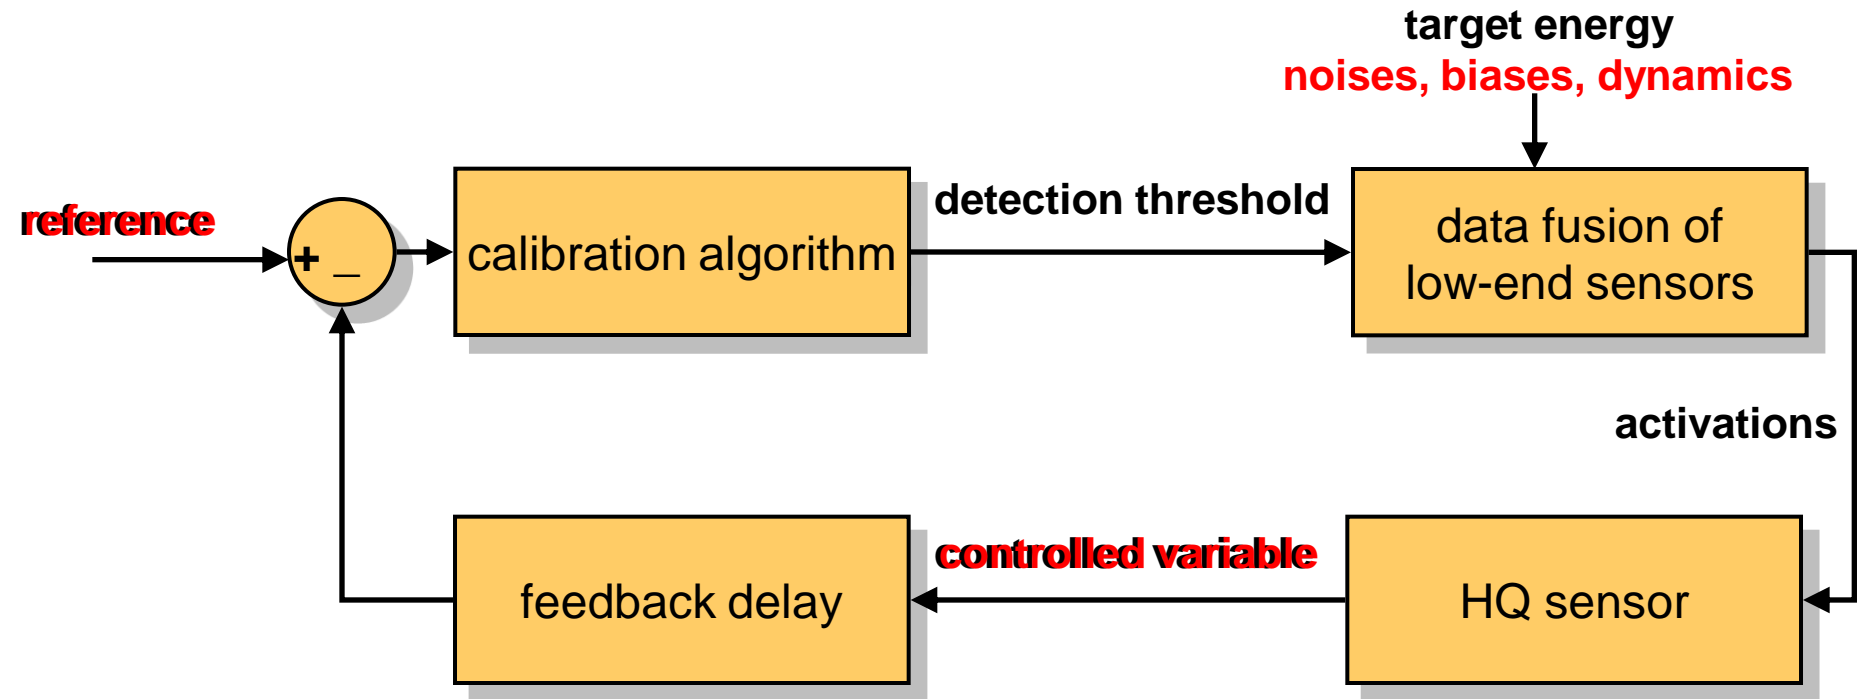 target energy
noises, biases, dynamics
reference
+ _
calibration algorithm
detection threshold
data fusion of
low-end sensors
activations
controlled variable
feedback delay
HQ sensor